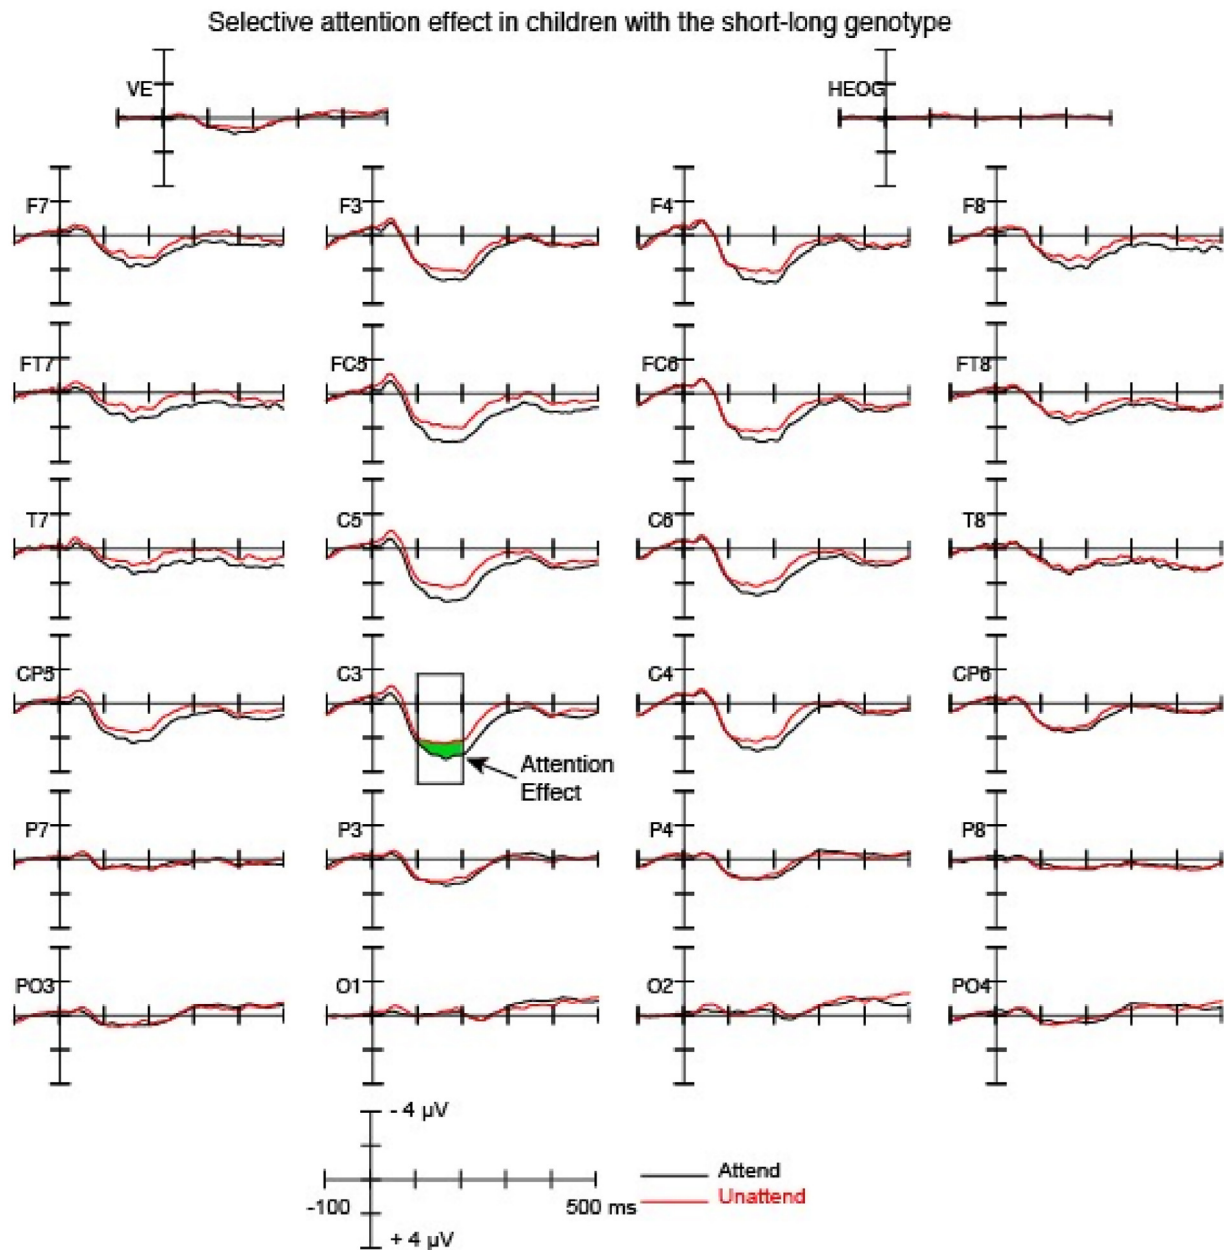 Selective attention effect in children with the short-long genotype
VE HEOG
F7 F3 F4 F8
FT7 FC5 FC6 FT8
T7 C5 C6 T8
CP5 C3 C4 CP6
Attention
Effect
P7 P3 P4 P8
PO3 O1 O2 PO4
- 4 µV
Attend
-100 500 ms Unattend
+ 4 µV